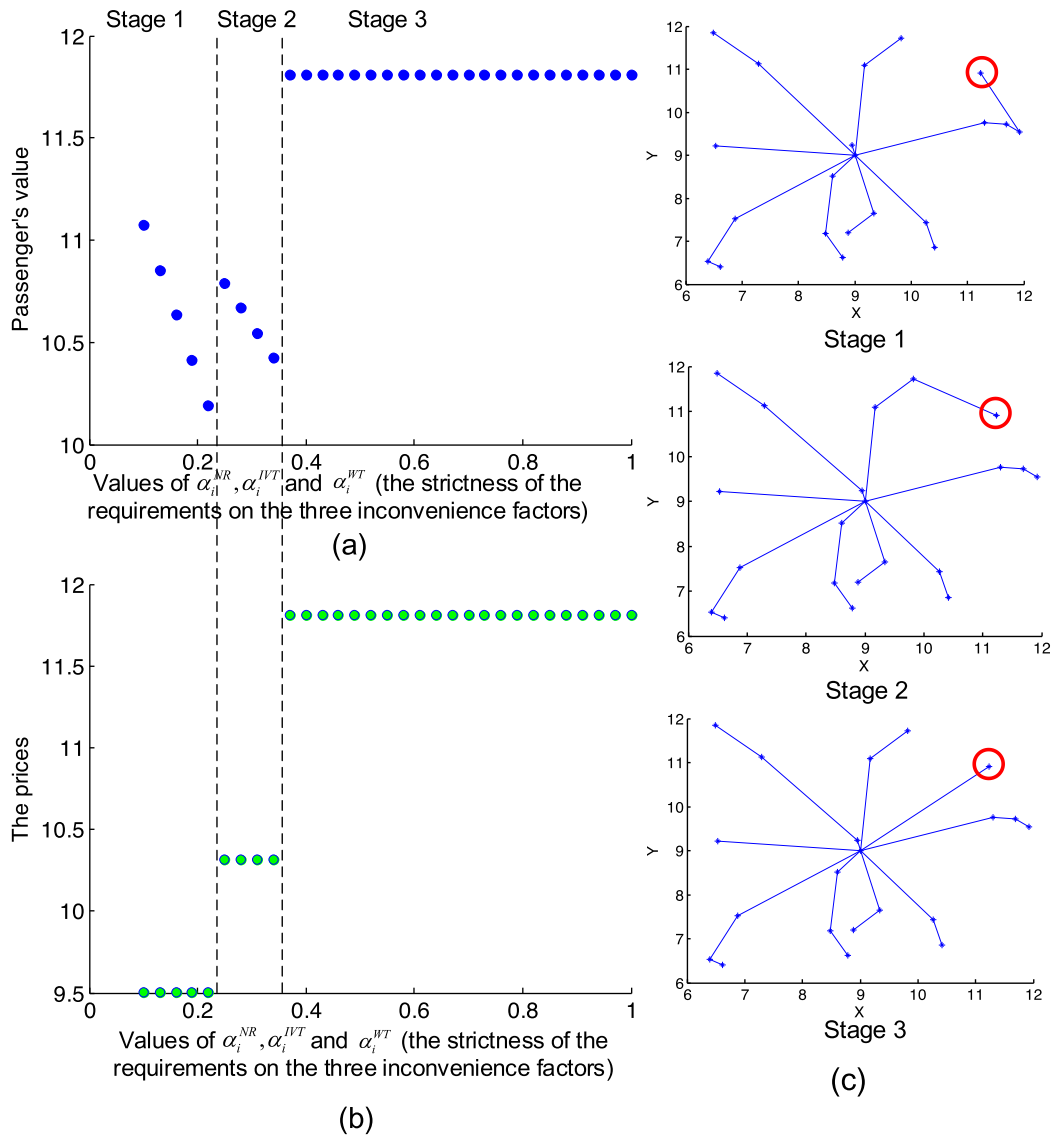 Stage 1 Stage 2 Stage 3
12
11.5
11
10.5
10
Passenger's value
0 0.2 0.4 0.6 0.8 1
Values of α_i^{NR}, α_i^{IVT} and α_i^{WT} (the strictness of the
requirements on the three inconvenience factors)
(a)
12
11.5
11
10.5
10
9.5
The prices
0 0.2 0.4 0.6 0.8 1
Values of α_i^{NR}, α_i^{IVT} and α_i^{WT} (the strictness of the
requirements on the three inconvenience factors)
(b)
12
11
10
9
8
7
6
Y
6 7 8 9 10 11 12
X
Stage 1
12
11
10
9
8
7
6
Y
6 7 8 9 10 11 12
X
Stage 2
12
11
10
9
8
7
6
Y
6 7 8 9 10 11 12
X
Stage 3
(c)